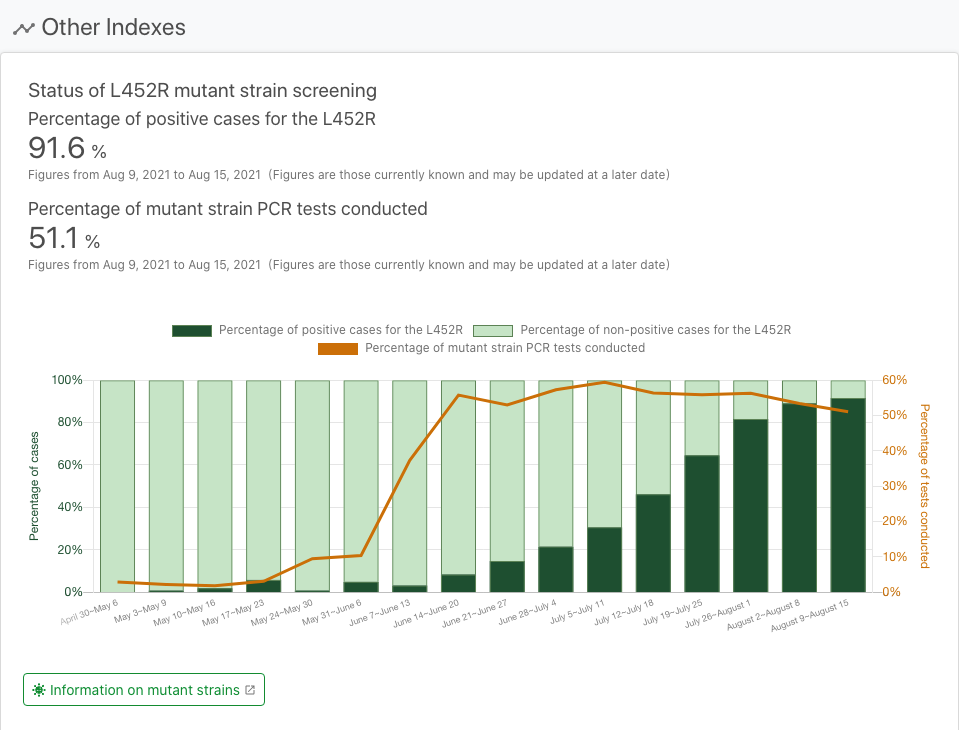 Other Indexes
Status of L452R mutant strain screening
Percentage of positive cases for the L452R
91.6 %
Figures from Aug 9, 2021 to Aug 15, 2021 (Figures are those currently known and may be updated at a later date)
Percentage of mutant strain PCR tests conducted
51.1 %
Figures from Aug 9, 2021 to Aug 15, 2021 (Figures are those currently known and may be updated at a later date)
Percentage of positive cases for the L452R
Percentage of non-positive cases for the L452R
Percentage of mutant strain PCR tests conducted
Percentage of cases
100%
80%
60%
40%
20%
0%
60%
50%
40%
30%
20%
10%
0%
Percentage of tests conducted
April 30~May 6
May 3~May 9
May 10~May 16
May 17~May 23
May 24~May 30
May 31~June 6
June 7~June 13
June 14~June 20
June 21~June 27
June 28~July 4
July 5~July 11
July 12~July 18
July 19~July 25
July 26~August 1
August 2~August 8
August 9~August 15
Information on mutant strains